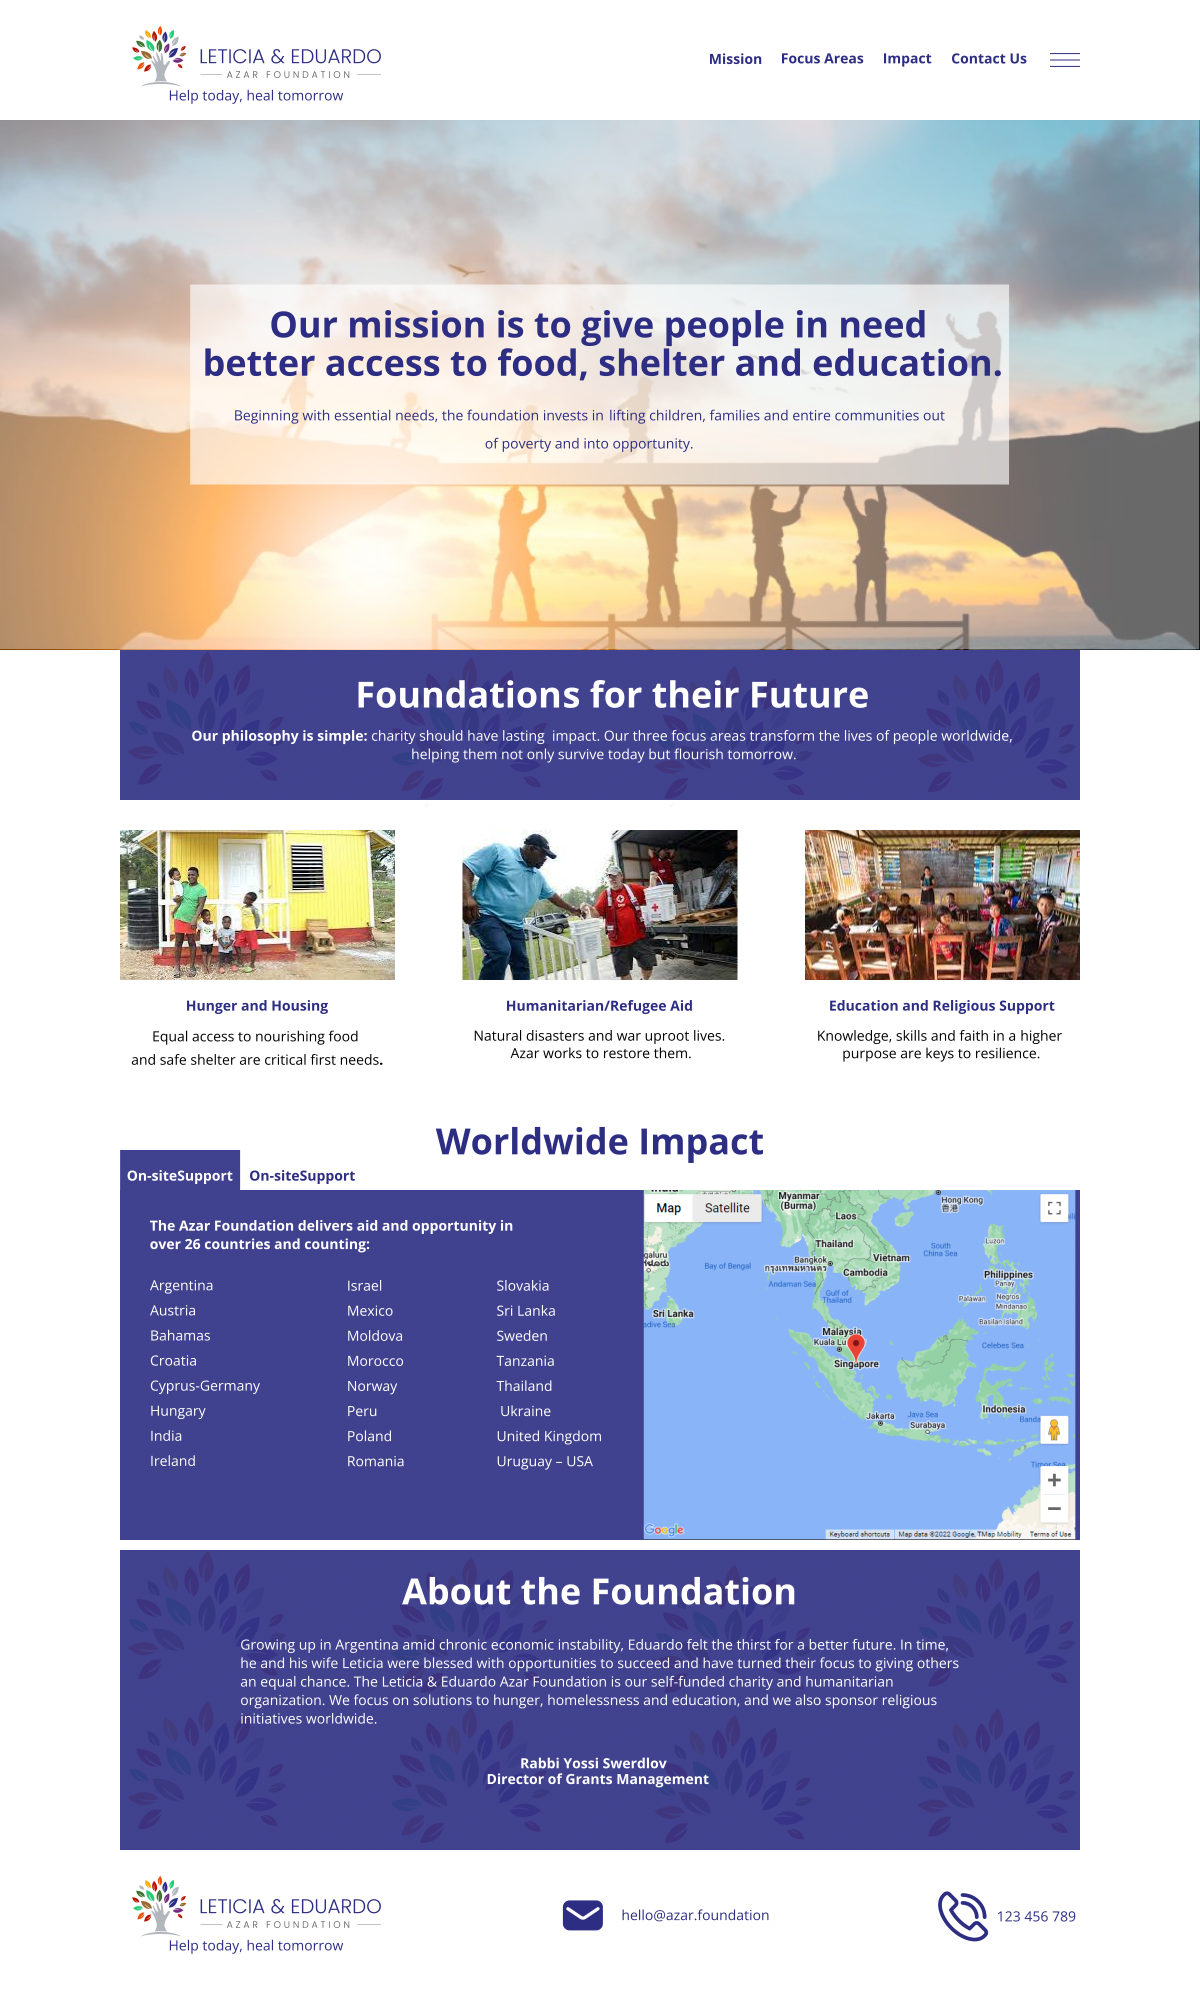 LETICIA & EDUARDO
AZAR FOUNDATION
Help today, heal tomorrow
Mission
Focus Areas
Impact
Contact Us
Our mission is to give people in need
better access to food, shelter and education.
Beginning with essential needs, the foundation invests in lifting children, families and entire communities out
of poverty and into opportunity.
Foundations for their Future
Our philosophy is simple: charity should have lasting impact. Our three focus areas transform the lives of people worldwide,
helping them not only survive today but flourish tomorrow.
Hunger and Housing
Equal access to nourishing food
and safe shelter are critical first needs.
Humanitarian/Refugee Aid
Natural disasters and war uproot lives.
Azar works to restore them.
Education and Religious Support
Knowledge, skills and faith in a higher
purpose are keys to resilience.
Worldwide Impact
On-siteSupport
On-siteSupport
The Azar Foundation delivers aid and opportunity in
over 26 countries and counting:
Argentina
Austria
Bahamas
Croatia
Cyprus-Germany
Hungary
India
Ireland
Israel
Mexico
Moldova
Morocco
Norway
Peru
Poland
Romania
Slovakia
Sri Lanka
Sweden
Tanzania
Thailand
Ukraine
United Kingdom
Uruguay – USA
Map
Satellite
Myanmar
(Burma)
Hong Kong
香港
Laos
Thailand
Bangkok
กรุงเทพมหานคร
Vietnam
Cambodia
South
China Sea
Luzon
Philippines
Panay
Negros
Palawan
Mindanao
Basilan Island
Bay of Bengal
Andaman Sea
Gulf of
Thailand
Sri Lanka
Malaysia
Kuala Lu
Singapore
Celebes Sea
Indonesia
Jakarta
Java Sea
Surabaya
Banda
Timor Sea
Google
Keyboard shortcuts
Map data ©2022 Google, TMap Mobility
Terms of Use
About the Foundation
Growing up in Argentina amid chronic economic instability, Eduardo felt the thirst for a better future. In time,
he and his wife Leticia were blessed with opportunities to succeed and have turned their focus to giving others
an equal chance. The Leticia & Eduardo Azar Foundation is our self-funded charity and humanitarian
organization. We focus on solutions to hunger, homelessness and education, and we also sponsor religious
initiatives worldwide.
Rabbi Yossi Swerdlov
Director of Grants Management
LETICIA & EDUARDO
AZAR FOUNDATION
Help today, heal tomorrow
hello@azar.foundation
123 456 789